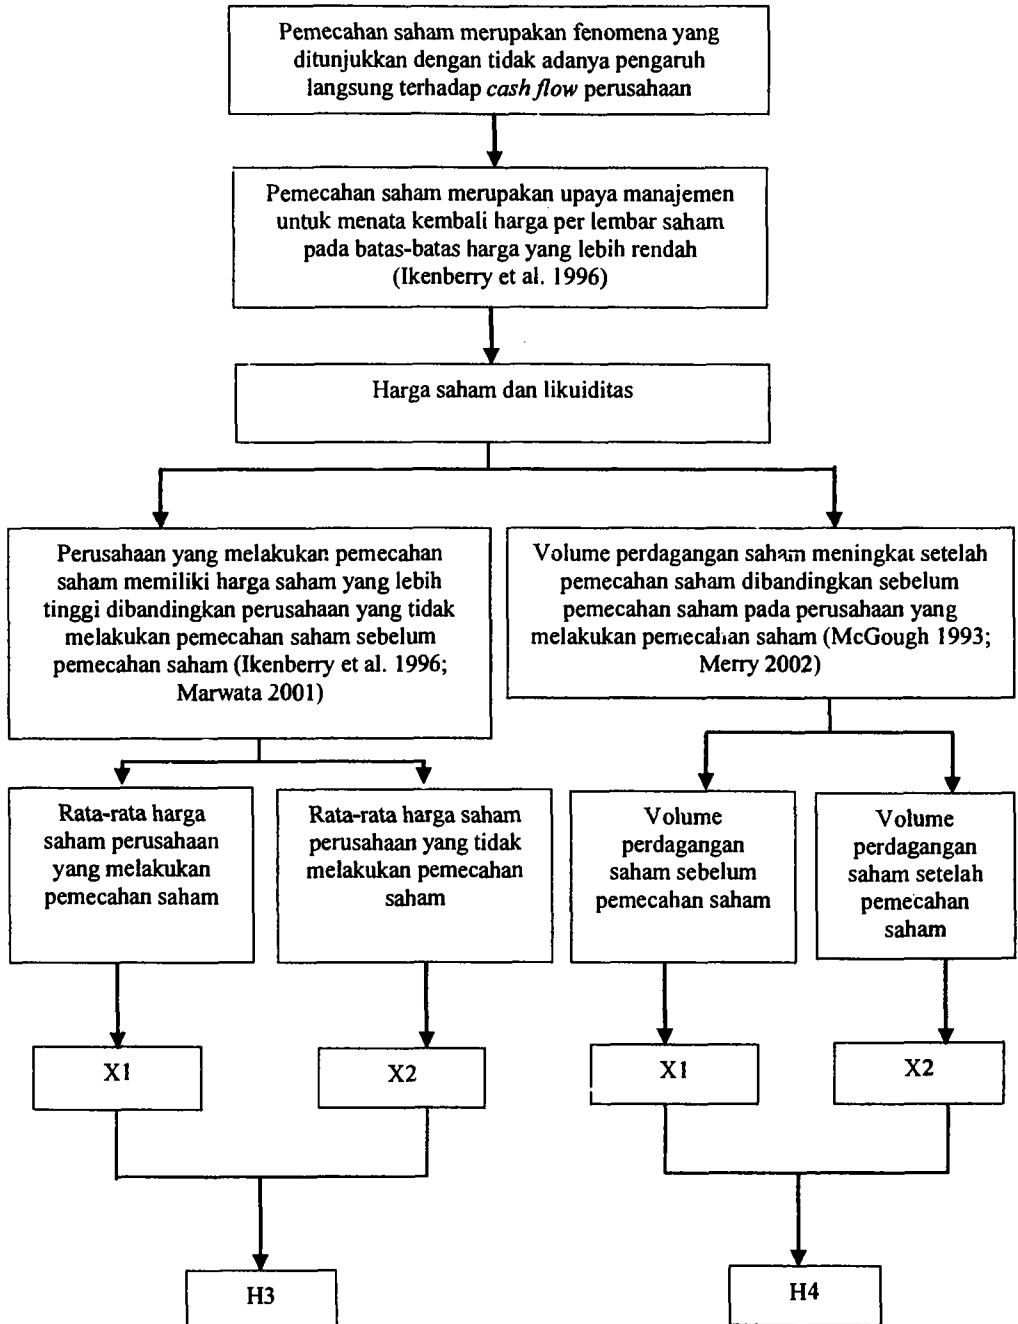 Pemecahan saham merupakan fenomena yang
ditunjukkan dengan tidak adanya pengaruh
langsung terhadap cash flow perusahaan
Pemecahan saham merupakan upaya manajemen
untuk menata kembali harga per lembar saham
pada batas-batas harga yang lebih rendah
(Ikenberry et al. 1996)
Harga saham dan likuiditas
Perusahaan yang melakukan pemecahan
saham memiliki harga saham yang lebih
tinggi dibandingkan perusahaan yang tidak
melakukan pemecahan saham sebelum
pemecahan saham (Ikenberry et al. 1996;
Marwata 2001)
Volume perdagangan saham meningkat setelah
pemecahan saham dibandingkan sebelum
pemecahan saham pada perusahaan yang
melakukan pemecahan saham (McGough 1993;
Merry 2002)
Rata-rata harga
saham perusahaan
yang melakukan
pemecahan saham
Rata-rata harga saham
perusahaan yang tidak
melakukan pemecahan
saham
Volume
perdagangan
saham sebelum
pemecahan saham
Volume
perdagangan
saham setelah
pemecahan
saham
X1
X2
X1
X2
H3
H4